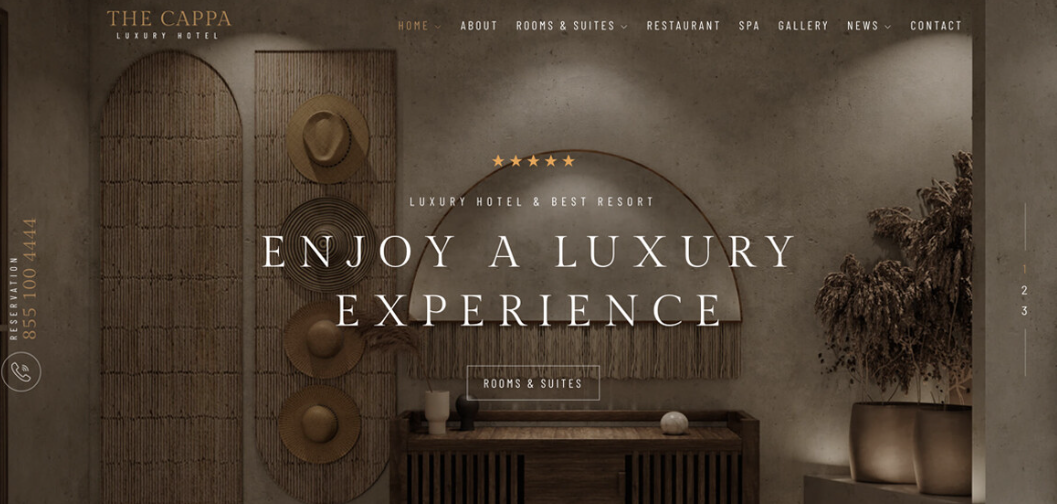 THE CAPPA
LUXURY HOTEL
HOME
ABOUT
ROOMS & SUITES
RESTAURANT
SPA
GALLERY
NEWS
CONTACT
LUXURY HOTEL & BEST RESORT
ENJOY A LUXURY
EXPERIENCE
ROOMS & SUITES
RESERVATION
855 100 4444
1
2
3